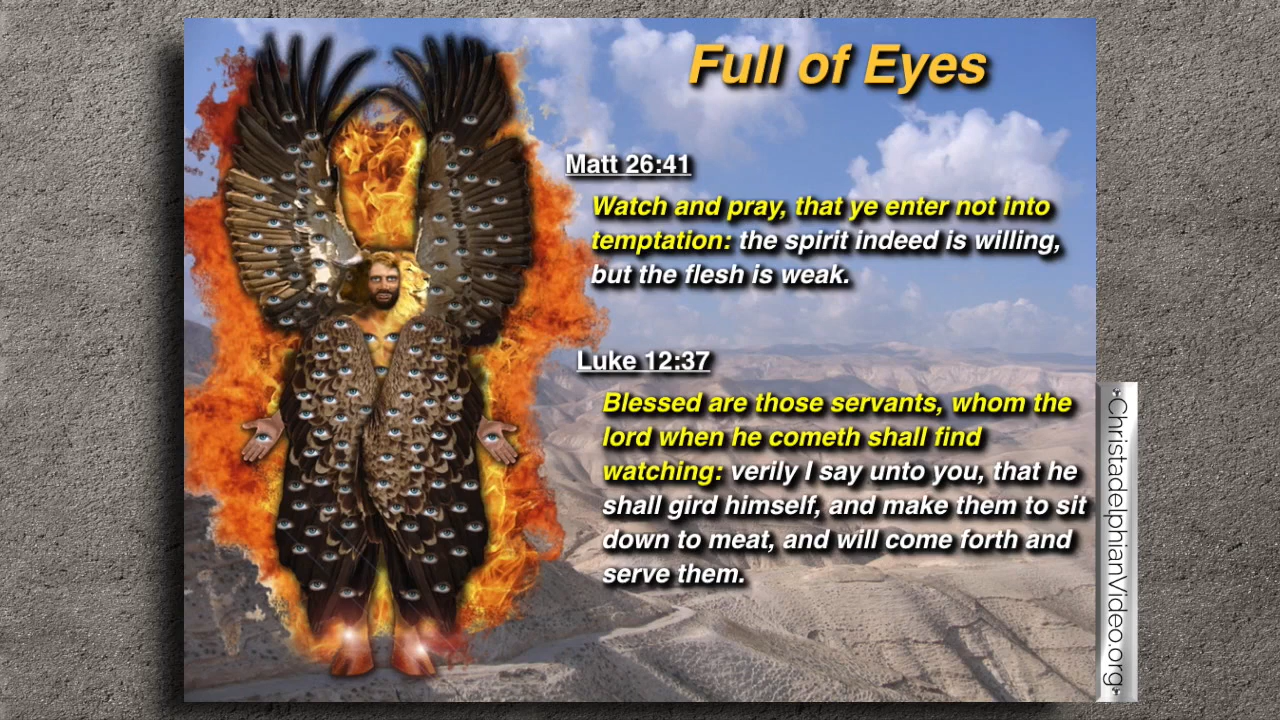 Full of Eyes
Matt 26:41
Watch and pray, that ye enter not into
temptation: the spirit indeed is willing,
but the flesh is weak.
Luke 12:37
Blessed are those servants, whom the
lord when he cometh shall find
watching: verily I say unto you, that he
shall gird himself, and make them to sit
down to meat, and will come forth and
serve them.
ChristadelphianVideo.org